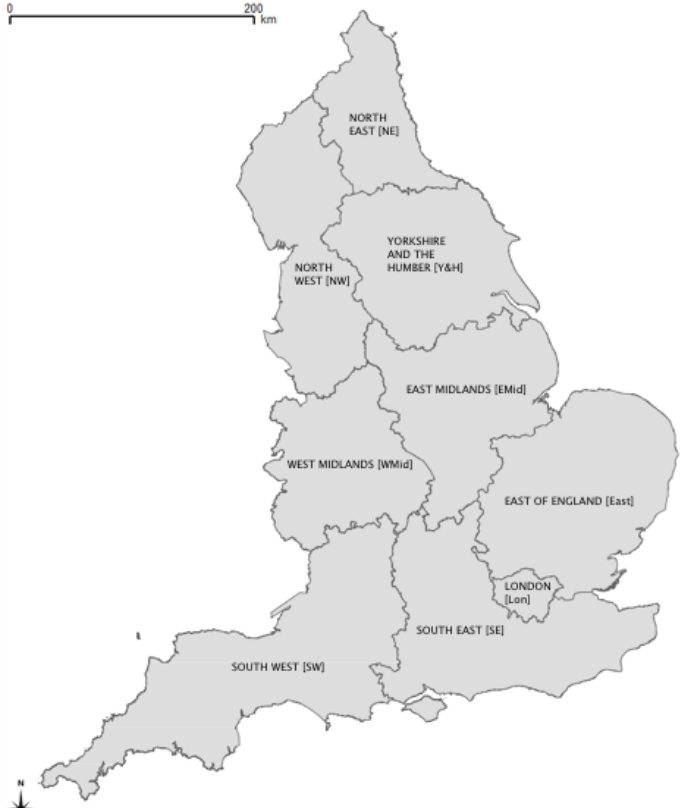 0 200
km
NORTH
EAST [NE]
YORKSHIRE
AND THE
HUMBER [Y&H]
NORTH
WEST [NW]
EAST MIDLANDS [EMid]
WEST MIDLANDS [WMid]
EAST OF ENGLAND [East]
LONDON
[Lon]
SOUTH EAST [SE]
SOUTH WEST [SW]
N